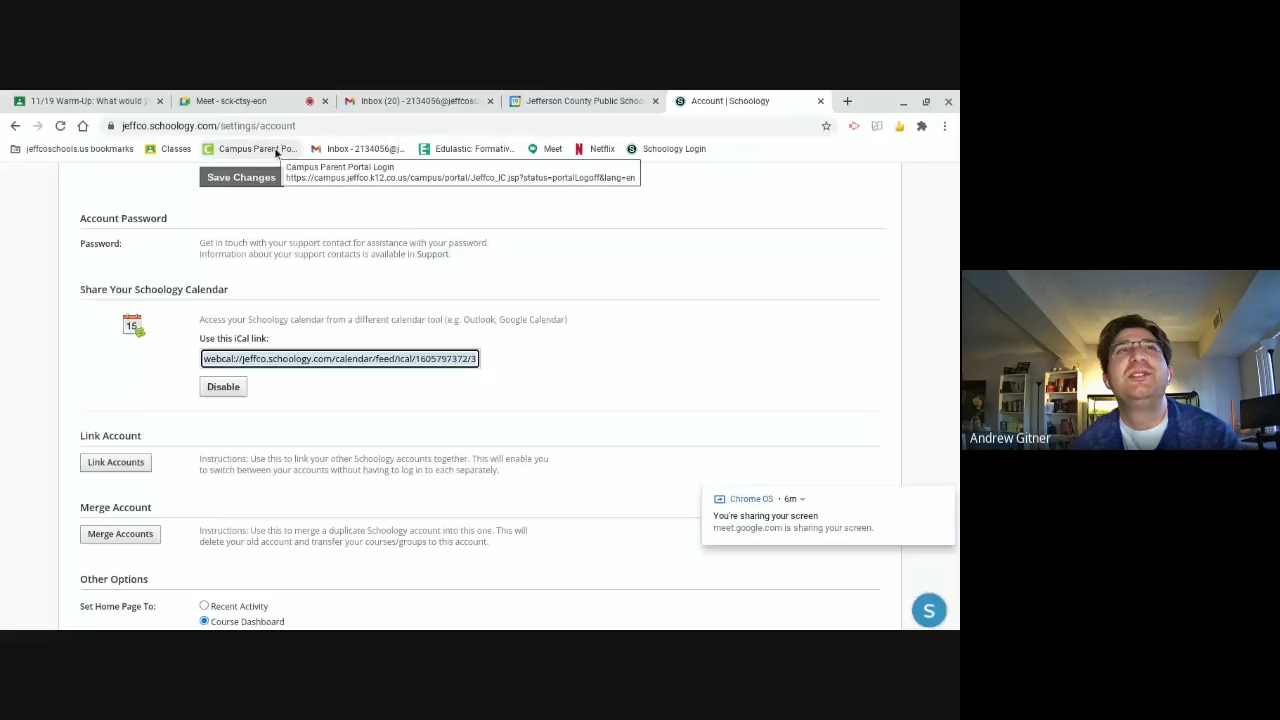 11/19 Warm-Up: What would y
Meet - sck-ctsy-eon
Inbox (20) - 2134056@jeffcosc
Jefferson County Public Schoo
Account | Schoology
jeffco.schoology.com/settings/account
jeffcoschools.us bookmarks
Classes
Campus Parent Po...
Inbox - 2134056@j...
Edulastic: Formativ...
Meet
Netflix
Schoology Login
Campus Parent Portal Login
https://campus.jeffco.k12.co.us/campus/portal/Jeffco_IC.jsp?status=portalLogoff&lang=en
Save Changes
Account Password
Password:
Get in touch with your support contact for assistance with your password.
Information about your support contacts is available in Support.
Share Your Schoology Calendar
15
Access your Schoology calendar from a different calendar tool (e.g. Outlook, Google Calendar)
Use this iCal link:
webcal://jeffco.schoology.com/calendar/feed/ical/1605797372/3
Disable
Link Account
Link Accounts
Instructions: Use this to link your other Schoology accounts together. This will enable you
to switch between your accounts without having to log in to each separately.
Merge Account
Merge Accounts
Instructions: Use this to merge a duplicate Schoology account into this one. This will
delete your old account and transfer your courses/groups to this account.
Other Options
Set Home Page To:
Recent Activity
Course Dashboard
Chrome OS • 6m
You're sharing your screen
meet.google.com is sharing your screen.
S
Andrew Gitner